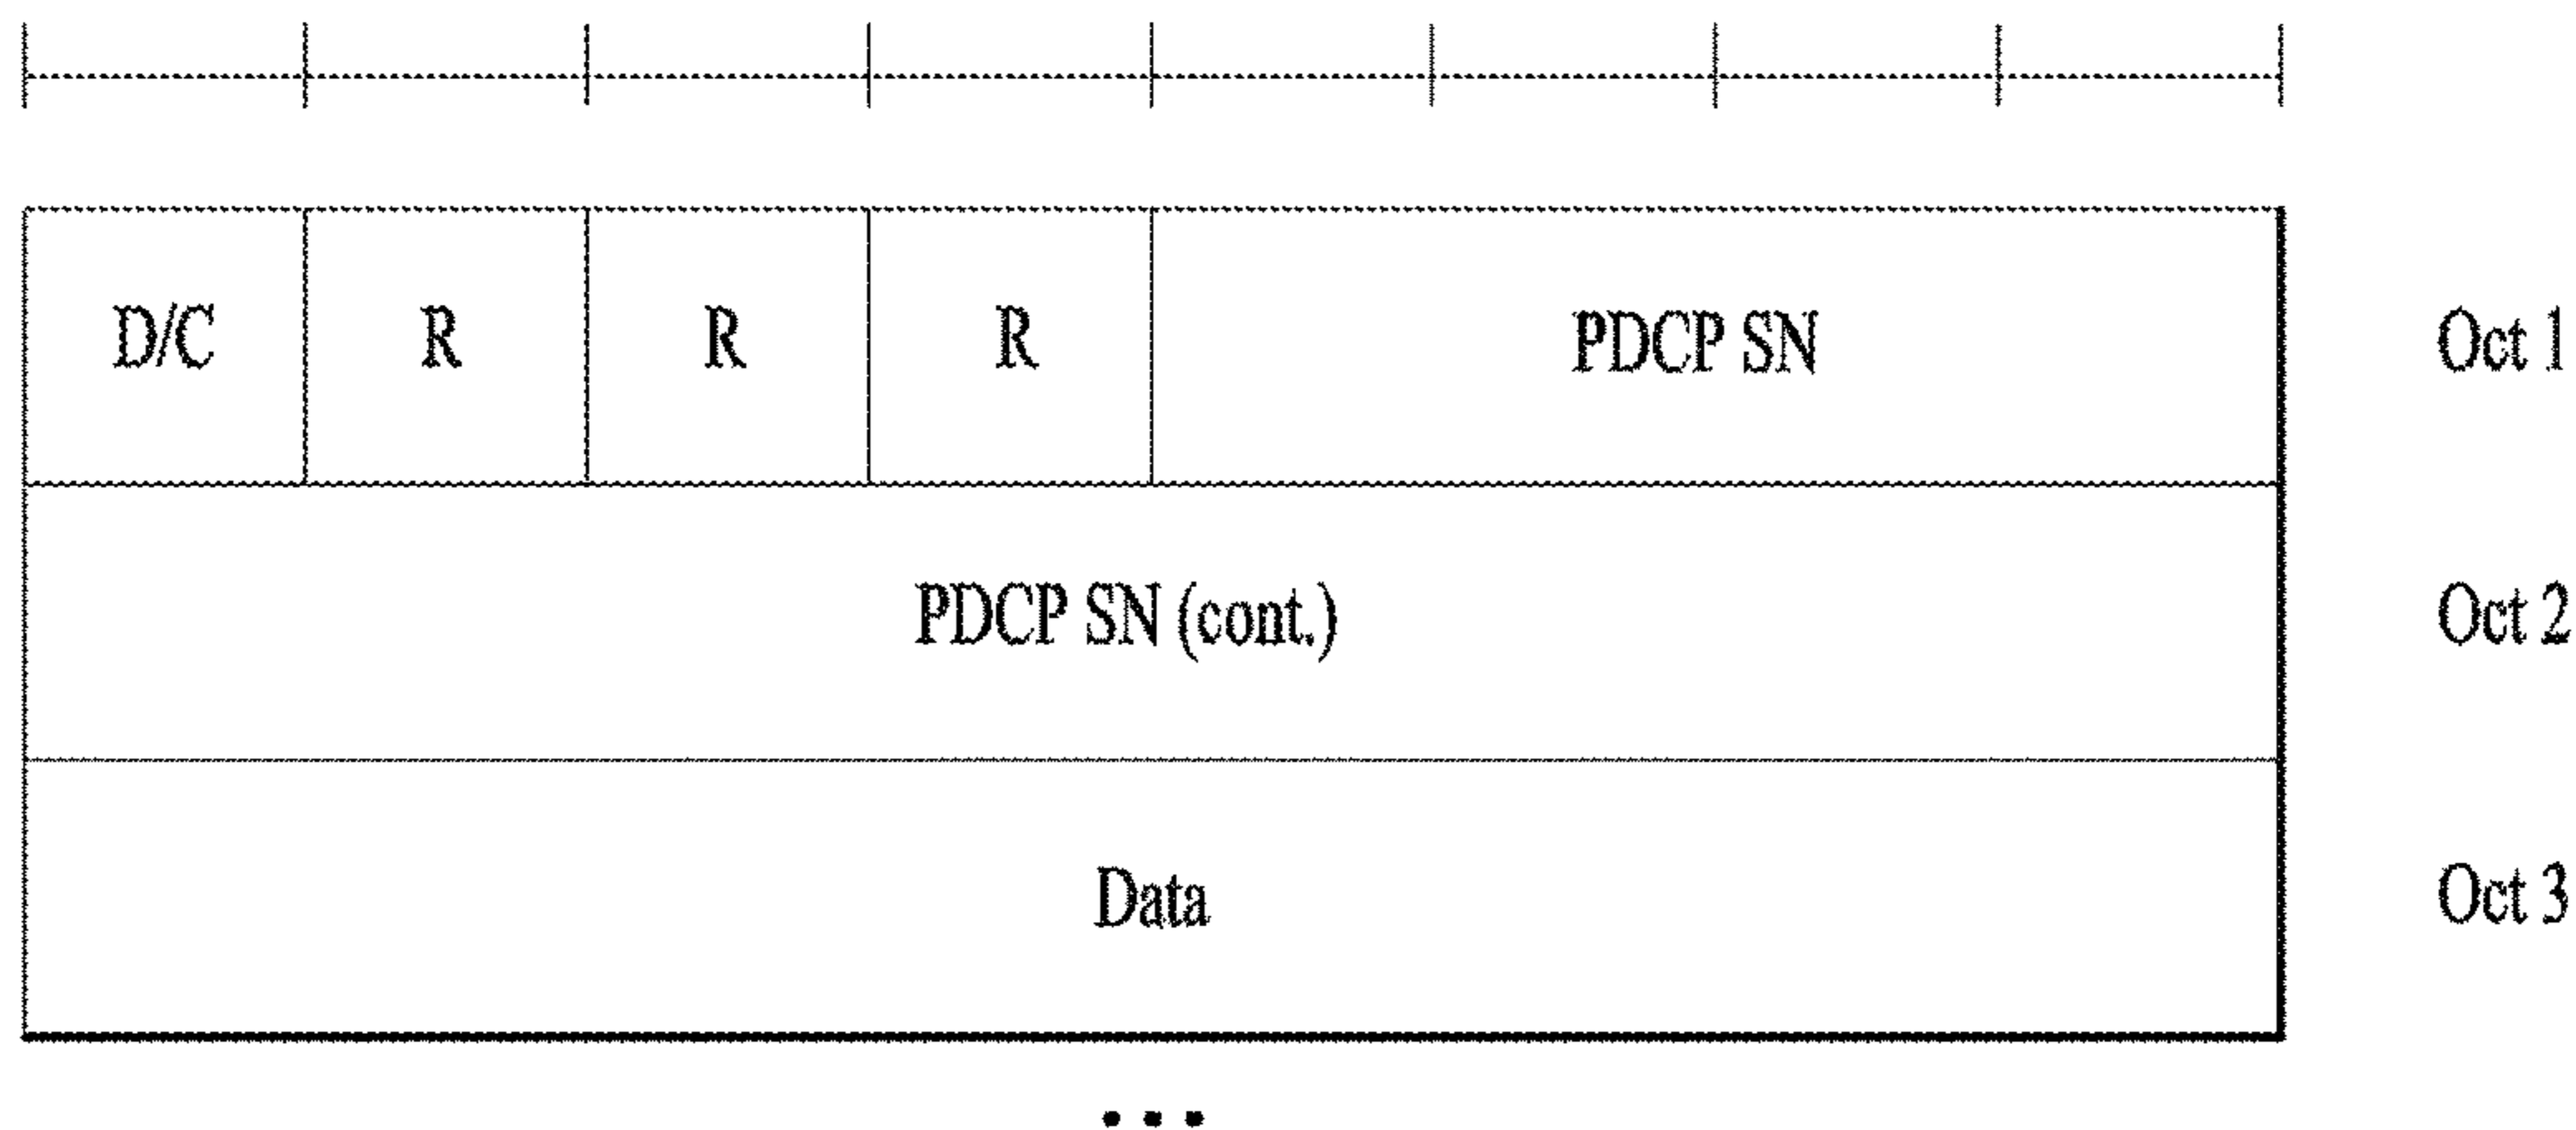 D/C R R R PDCP SN Oct 1
PDCP SN (cont.) Oct 2
Data Oct 3
...